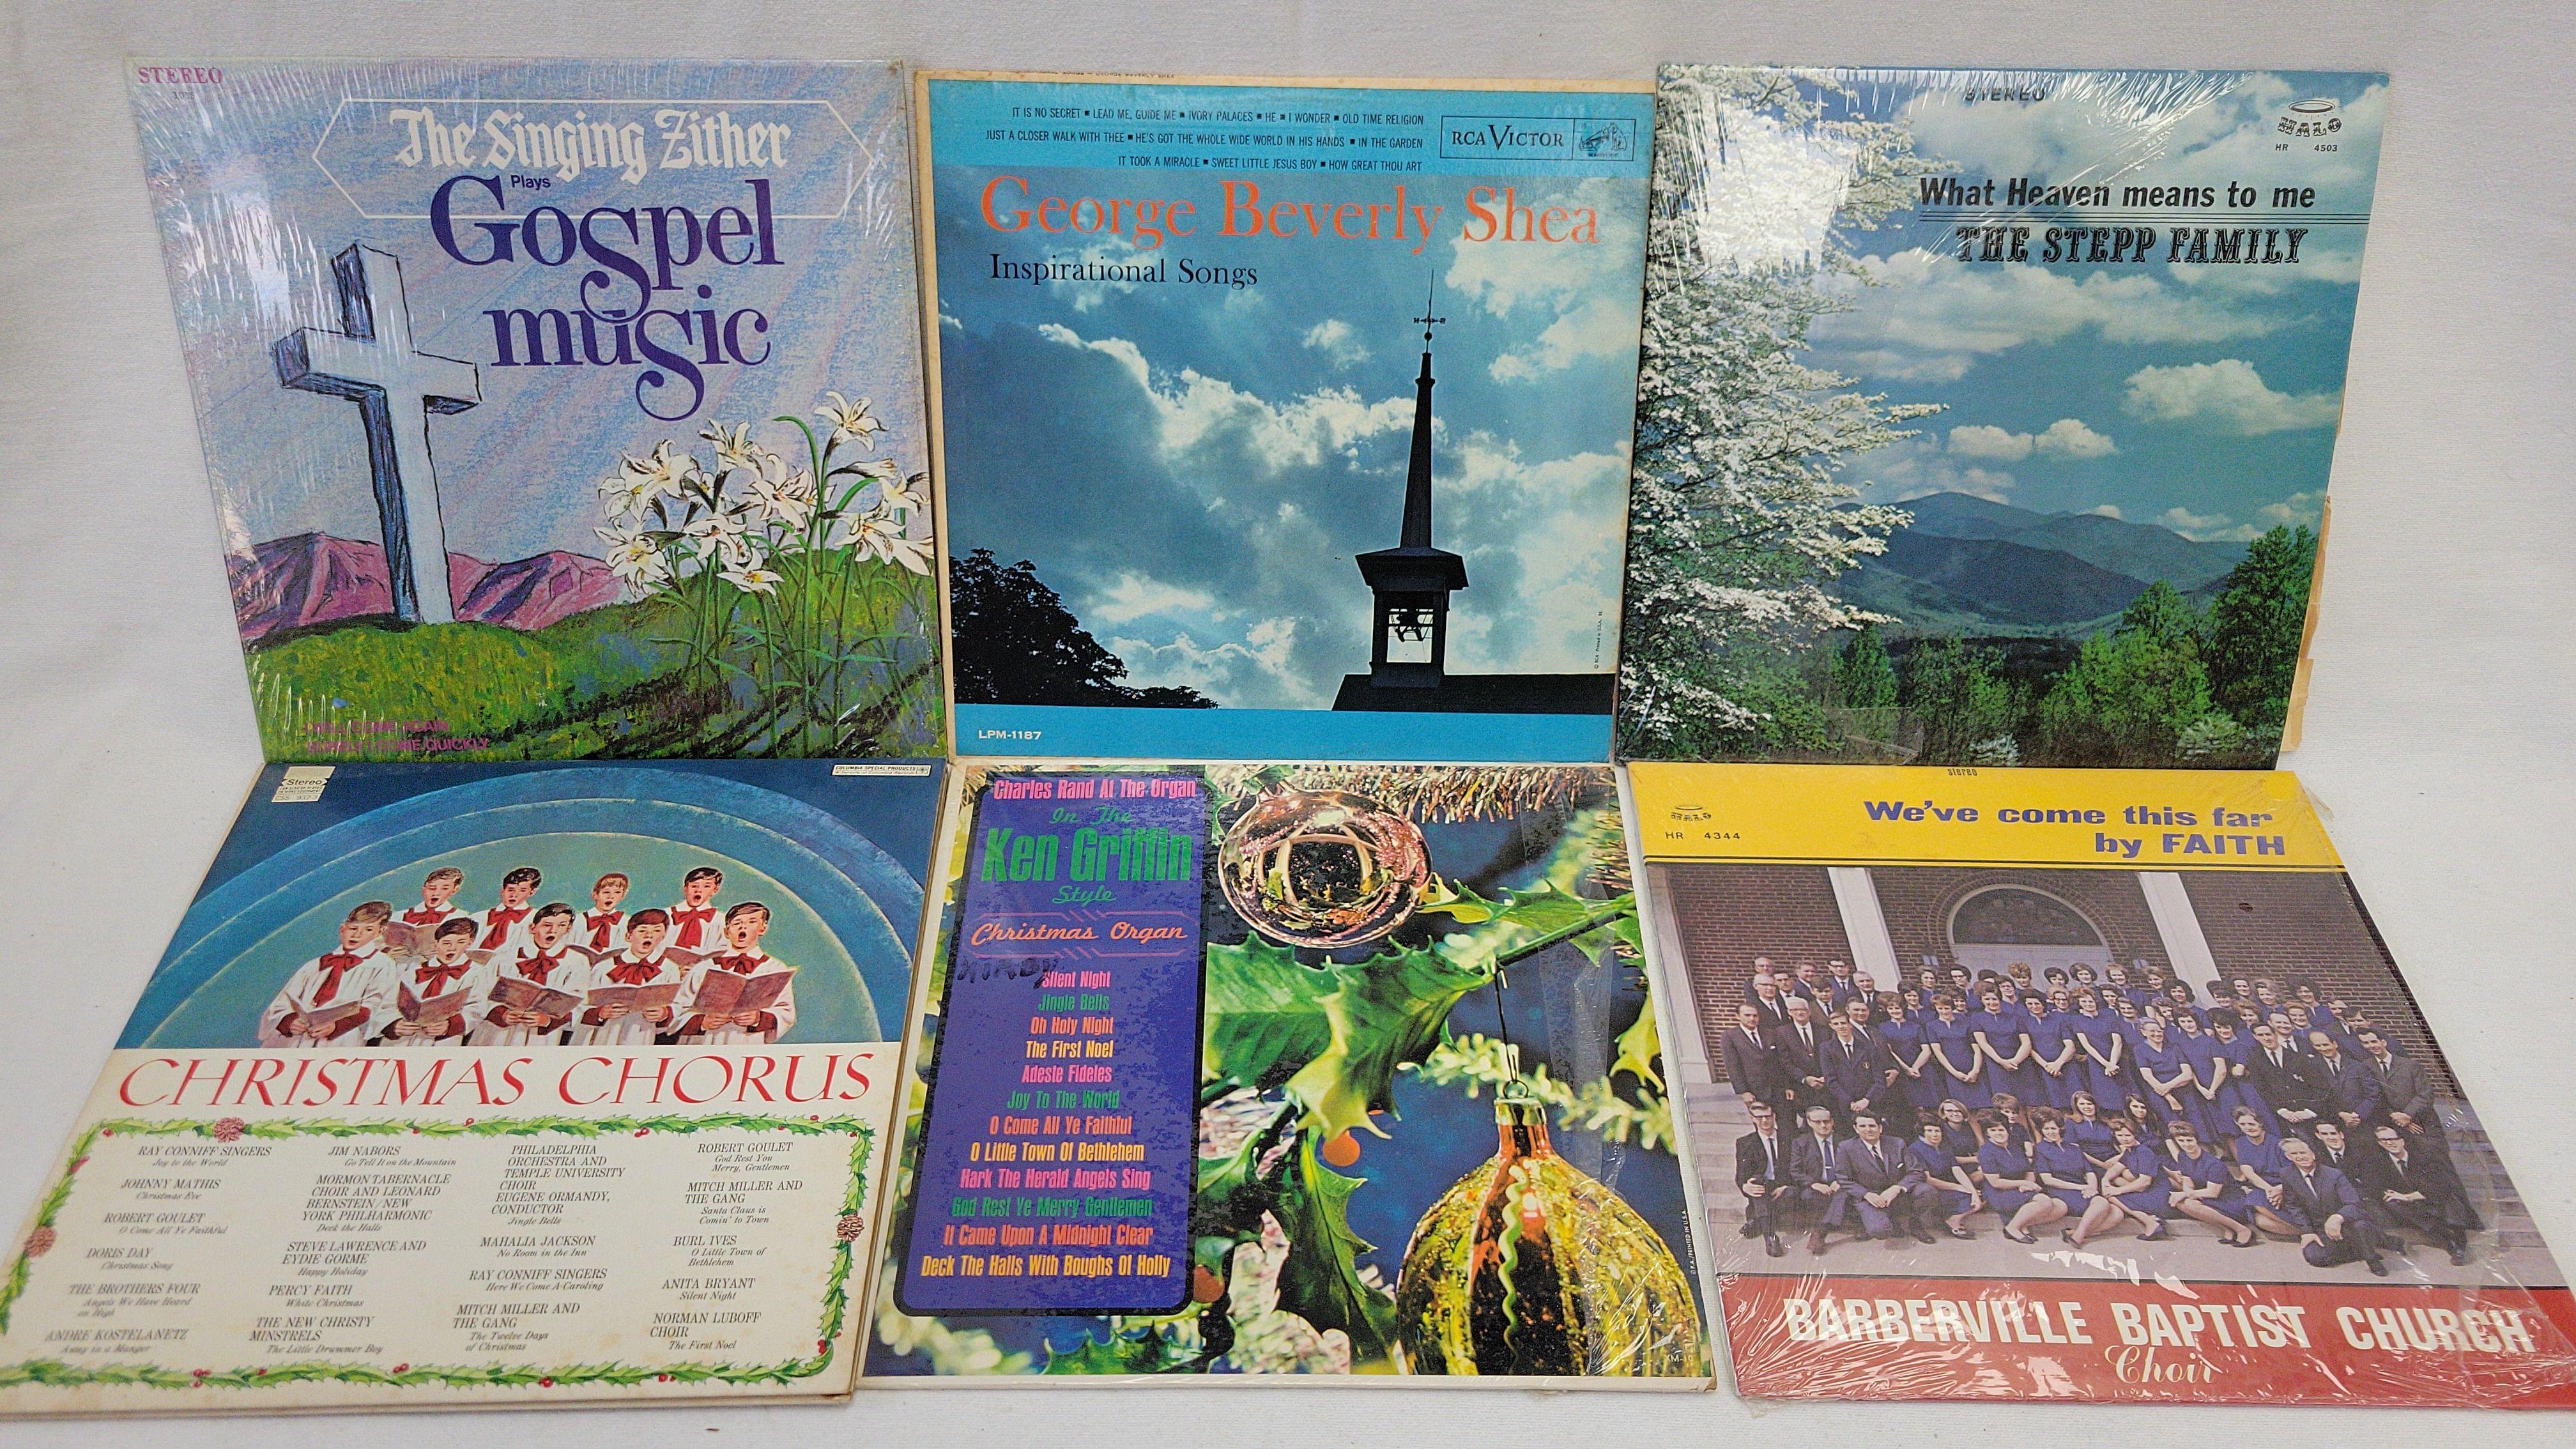 STEREO
The Singing Zither
Plays
Gospel
music
SURELY I COME QUICKLY
IT IS NO SECRET ■ LEAD ME, GUIDE ME ■ IVORY PALACES ■ HE ■ I WONDER ■ OLD TIME RELIGION
JUST A CLOSER WALK WITH THEE ■ HE'S GOT THE WHOLE WIDE WORLD IN HIS HANDS ■ IN THE GARDEN
IT TOOK A MIRACLE ■ SWEET LITTLE JESUS BOY ■ HOW GREAT THOU ART
RCA VICTOR
George Beverly Shea
Inspirational Songs
LPM-1187
STEREO
HALO
HR 4503
What Heaven means to me
THE STEPP FAMILY
Stereo
COLUMBIA SPECIAL PRODUCTS
CHRISTMAS CHORUS
RAY CONNIFF SINGERS
Joy to the World
JOHNNY MATHIS
Christmas Eve
ROBERT GOULET
O Come All Ye Faithful
DORIS DAY
Christmas Song
THE BROTHERS FOUR
Angels We Have Heard
on High
ANDRE KOSTELANETZ
Away in a Manger
JIM NABORS
Go Tell It on the Mountain
MORMON TABERNACLE
CHOIR AND LEONARD
BERNSTEIN/NEW
YORK PHILHARMONIC
Deck the Halls
STEVE LAWRENCE AND
EYDIE GORME
Happy Holiday
PERCY FAITH
White Christmas
THE NEW CHRISTY
MINSTRELS
The Little Drummer Boy
PHILADELPHIA
ORCHESTRA AND
TEMPLE UNIVERSITY
CHOIR
EUGENE ORMANDY,
CONDUCTOR
Jingle Bells
MAHALIA JACKSON
No Room in the Inn
RAY CONNIFF SINGERS
Here We Come A-Caroling
MITCH MILLER AND
THE GANG
The Twelve Days
of Christmas
ROBERT GOULET
God Rest You
Merry, Gentlemen
MITCH MILLER AND
THE GANG
Santa Claus is
Comin' to Town
BURL IVES
O Little Town of
Bethlehem
ANITA BRYANT
Silent Night
NORMAN LUBOFF
CHOIR
The First Noel
Charles Rand At The Organ
In The
Ken Griffin
Style
Christmas Organ
Silent Night
Jingle Bells
Oh Holy Night
The First Noel
Adeste Fideles
Joy To The World
O Come All Ye Faithful
O Little Town Of Bethlehem
Hark The Herald Angels Sing
God Rest Ye Merry Gentlemen
It Came Upon A Midnight Clear
Deck The Halls With Boughs Of Holly
stereo
HALO
HR 4344
We've come this far
by FAITH
BARBERVILLE BAPTIST CHURCH
Choir